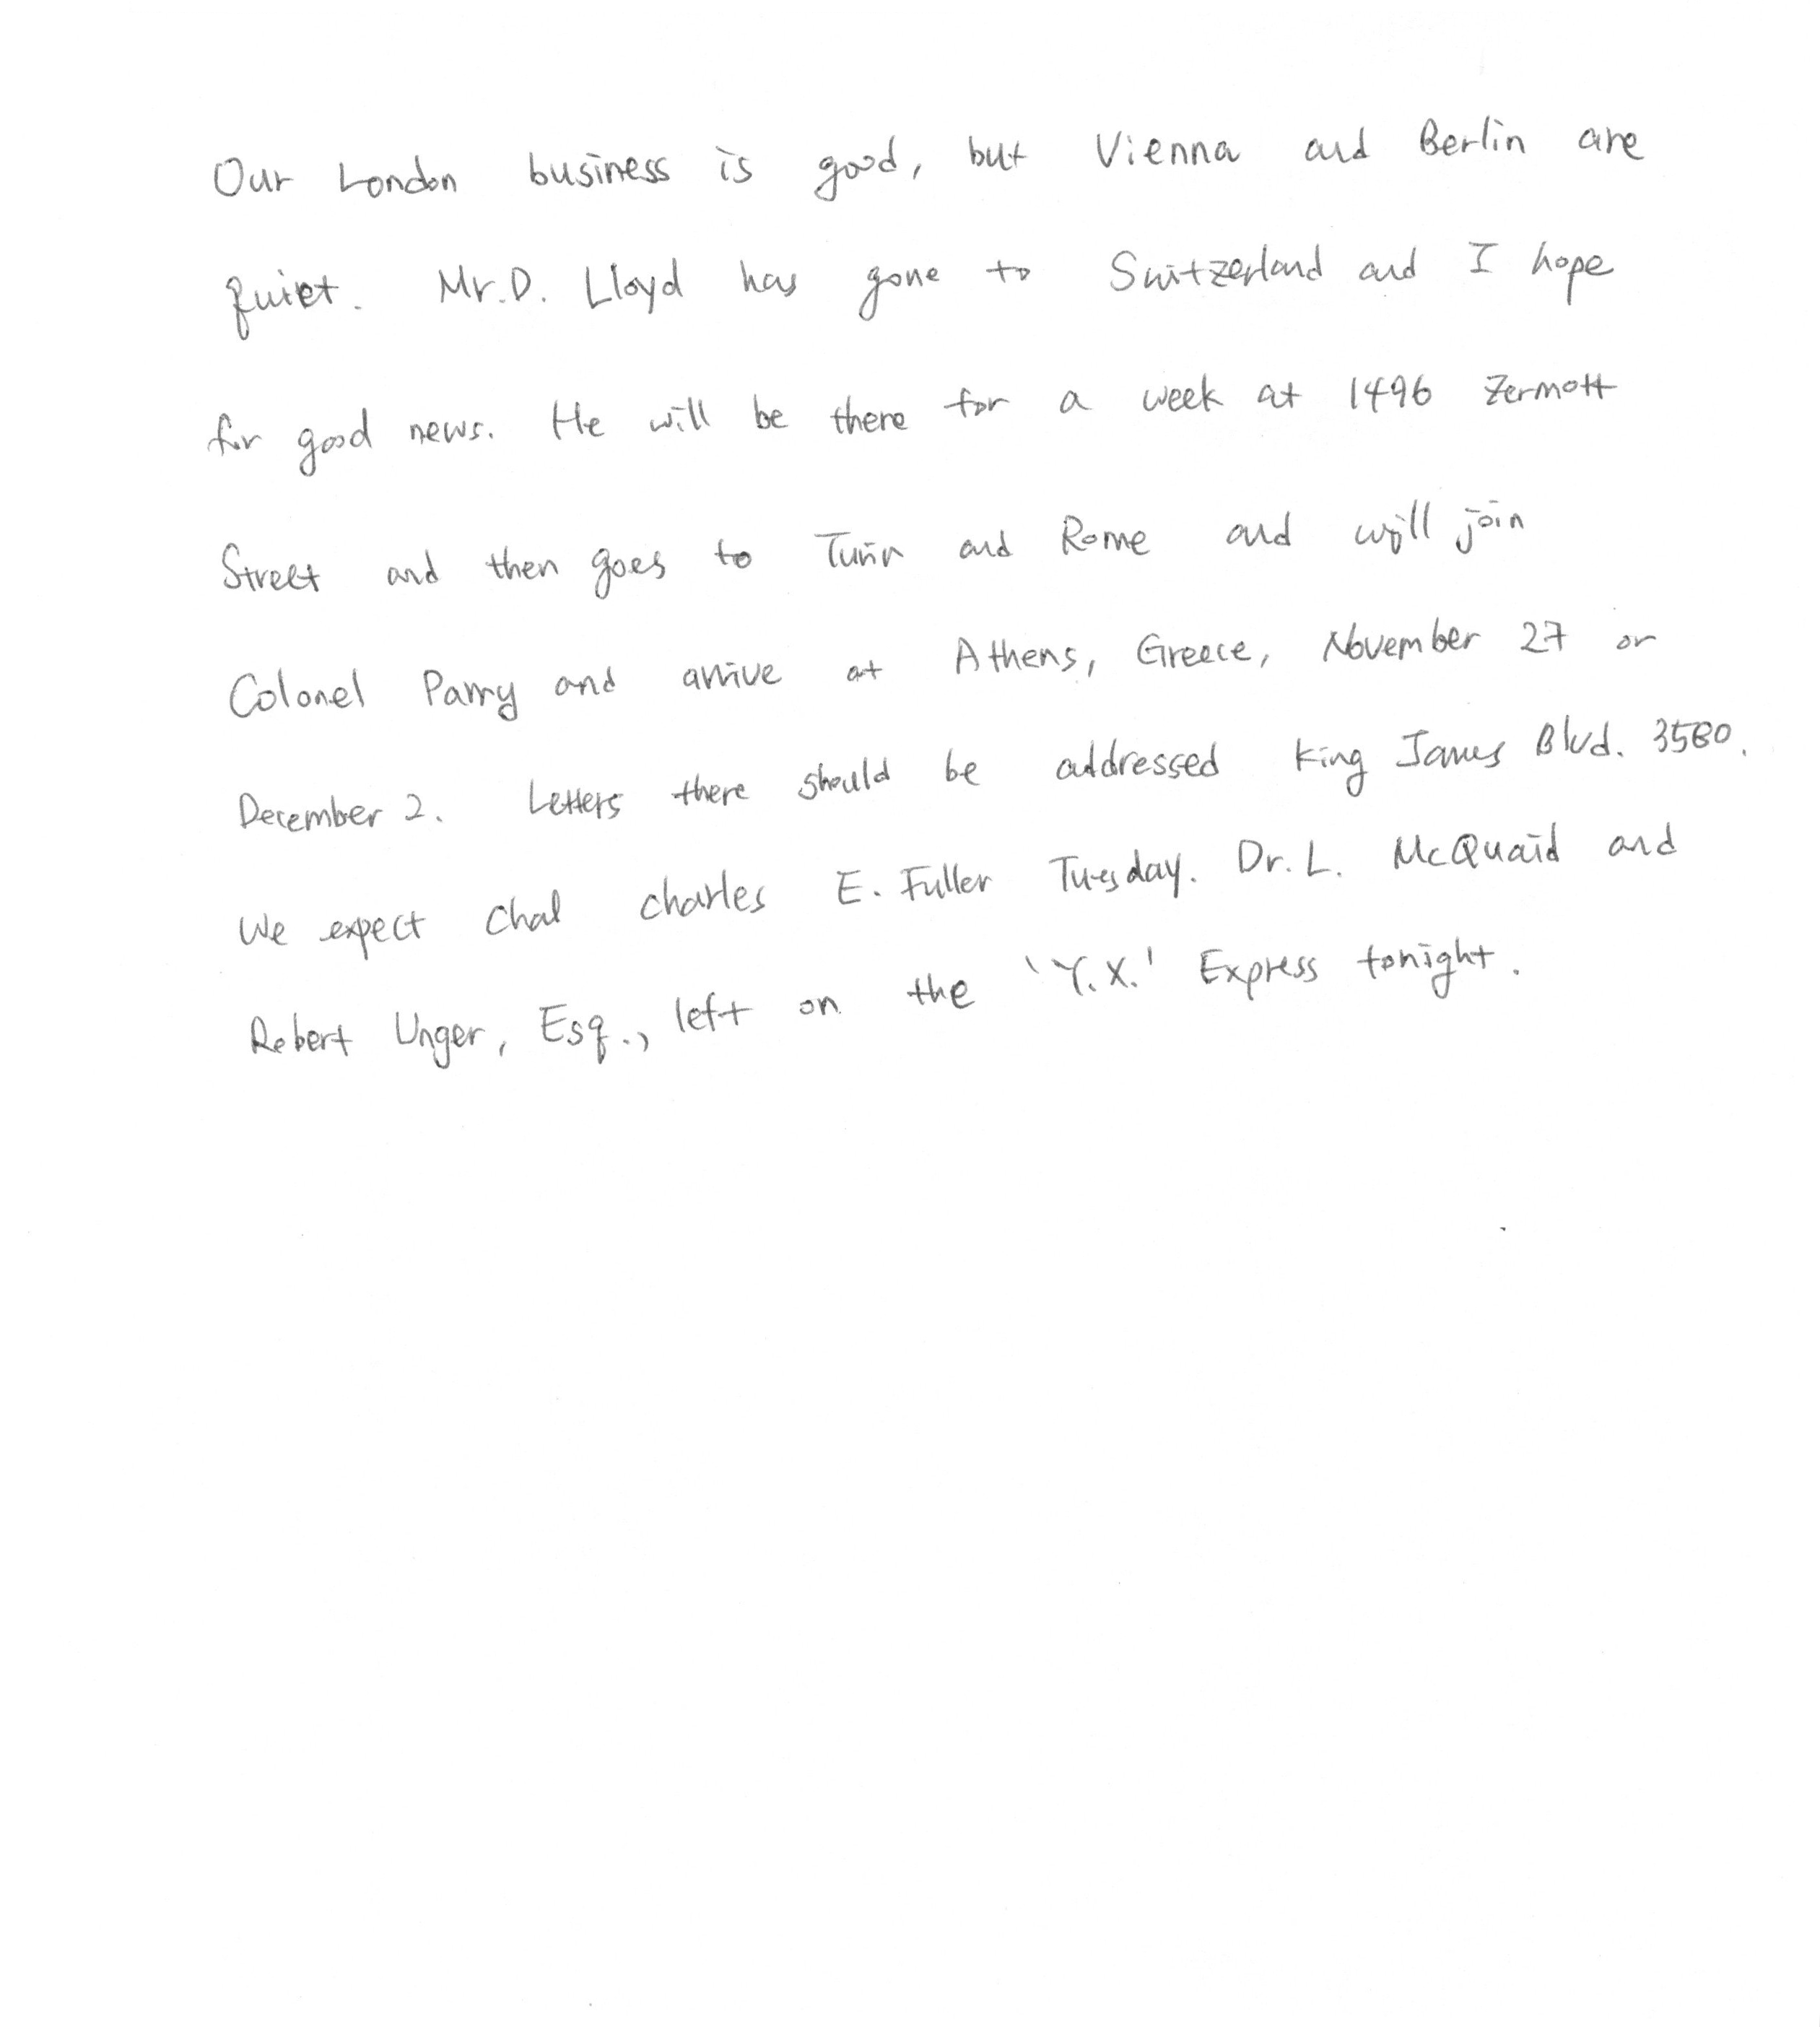 Our London business is good, but Vienna and Berlin are
quiet. Mr. D. Lloyd has gone to Switzerland and I hope
for good news. He will be there for a week at 1496 Zermott
Street and then goes to Turin and Rome and will join
Colonel Parry and arrive at Athens, Greece, November 27 or
December 2. Letters there should be addressed King James Blvd. 3580.
We expect Chal Charles E. Fuller Tuesday. Dr. L. McQuaid and
Robert Unger, Esq., left on the 'Y.X.' Express tonight.